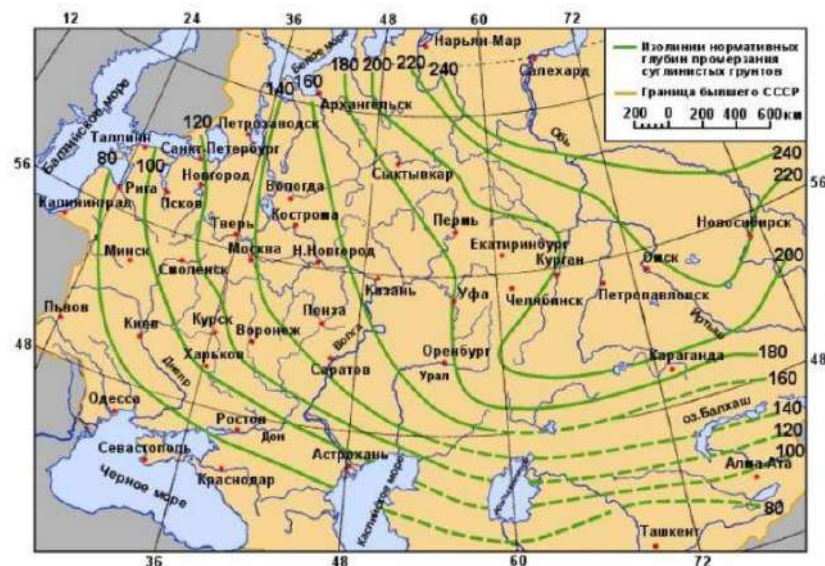 12
24
36
48
60
72
Изолинии нормативных
глубин промерзания
суглинистых грунтов
Граница бывшего СССР
200 0 200 400 600 км
Белое море
Нарьян-Мар
Салехард
180
200
220
240
160
140
Архангельск
Обь
Балтийское море
120
Петрозаводск
Таллинн
Санкт-Петербург
80
100
56
Рига
Новгород
Псков
Вологда
Сыктывкар
240
220
56
Калининград
Кострома
Пермь
Новосибирск
Тверь
Екатиринбург
200
Минск
Смоленск
Москва
Н.Новгород
Курган
Омск
Казань
Челябинск
Петропавловск
Уфа
Львов
Киев
Курск
Пенза
Иртыш
48
Воронеж
Волга
Харьков
Саратов
Оренбург
Урал
Караганда
180
48
Днепр
160
Одесса
оз.Балхаш
140
Ростов
Дон
120
100
Севастополь
Астрахань
Алма-Ата
Черное море
Краснодар
Каспийское море
80
Ташкент
36
48
60
72